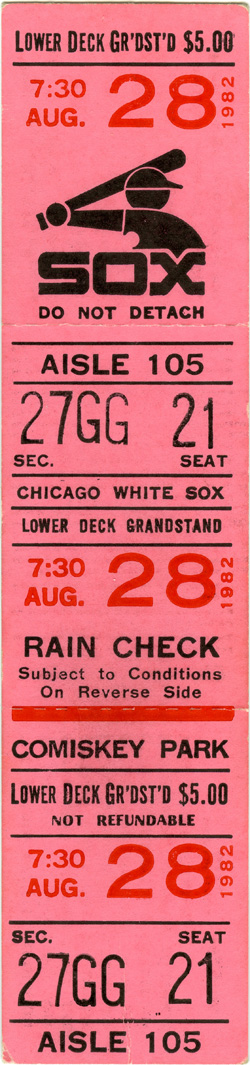 LOWER DECK GR'DST'D $5.00
7:30
AUG. 28 1982
SOX
DO NOT DETACH
AISLE 105
27GG 21
SEC. SEAT
CHICAGO WHITE SOX
LOWER DECK GRANDSTAND
7:30
AUG. 28 1982
RAIN CHECK
Subject to Conditions
On Reverse Side
COMISKEY PARK
LOWER DECK GR'DST'D $5.00
NOT REFUNDABLE
7:30
AUG. 28 1982
SEC. SEAT
27GG 21
AISLE 105